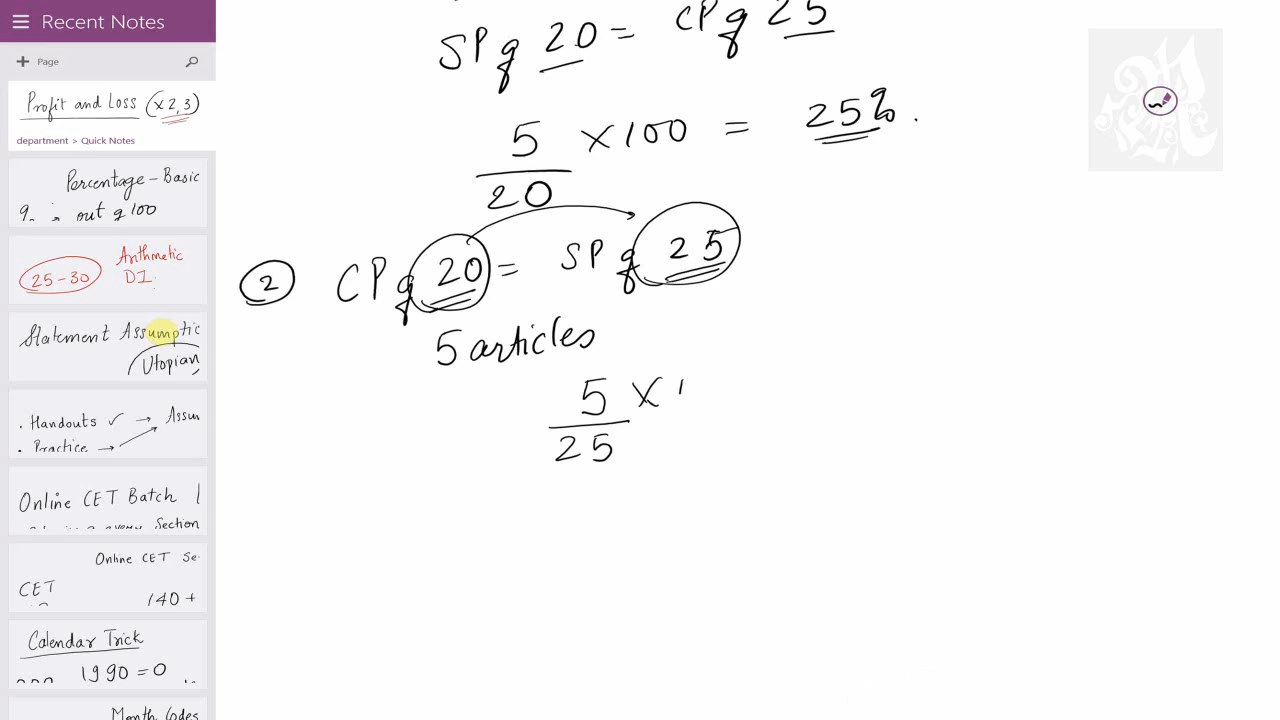 Recent Notes
Page
Profit and Loss (x 2,3)
department > Quick Notes
Percentage – Basic
out of 100
25-30
Arithmetic
DI
Statement Assumptic
Utopian
. Handouts ✓ → Assum
. Practice →
Online CET Batch
Section
Online CET Se
CET
140 +
Calendar Trick
1990 = 0
Month Codes
SP of 20 = CP of 25
5/20 × 100 = 25%.
2 CP of 20 = SP of 25
5 articles
5/25 ×